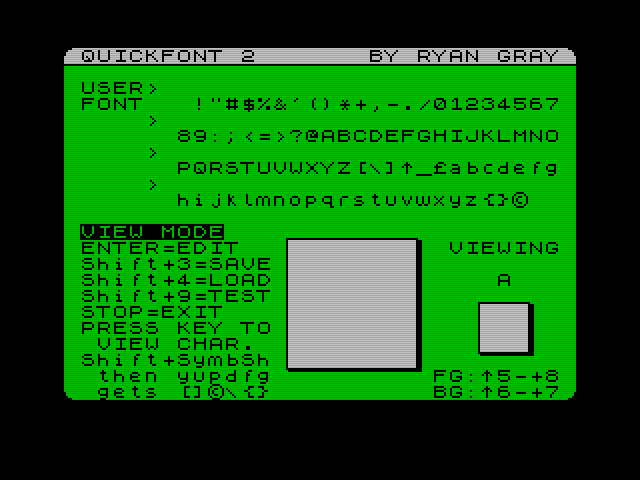 QUICKFONT 2 BY RYAN GRAY
USER>
FONT  !"#$%&'()*+,-./01234567
>
89:;<=>?@ABCDEFGHIJKLMNO
>
PQRSTUVWXYZ[\]↑_£abcdefg
>
hijklmnopqrstuvwxyz{}©
VIEW MODE
ENTER=EDIT VIEWING
Shift+3=SAVE
Shift+4=LOAD A
Shift+9=TEST
STOP=EXIT
PRESS KEY TO
VIEW CHAR.
Shift+SymbSh
then yupdfg FG:↑5-+8
gets []©\{} BG:↑6-+7